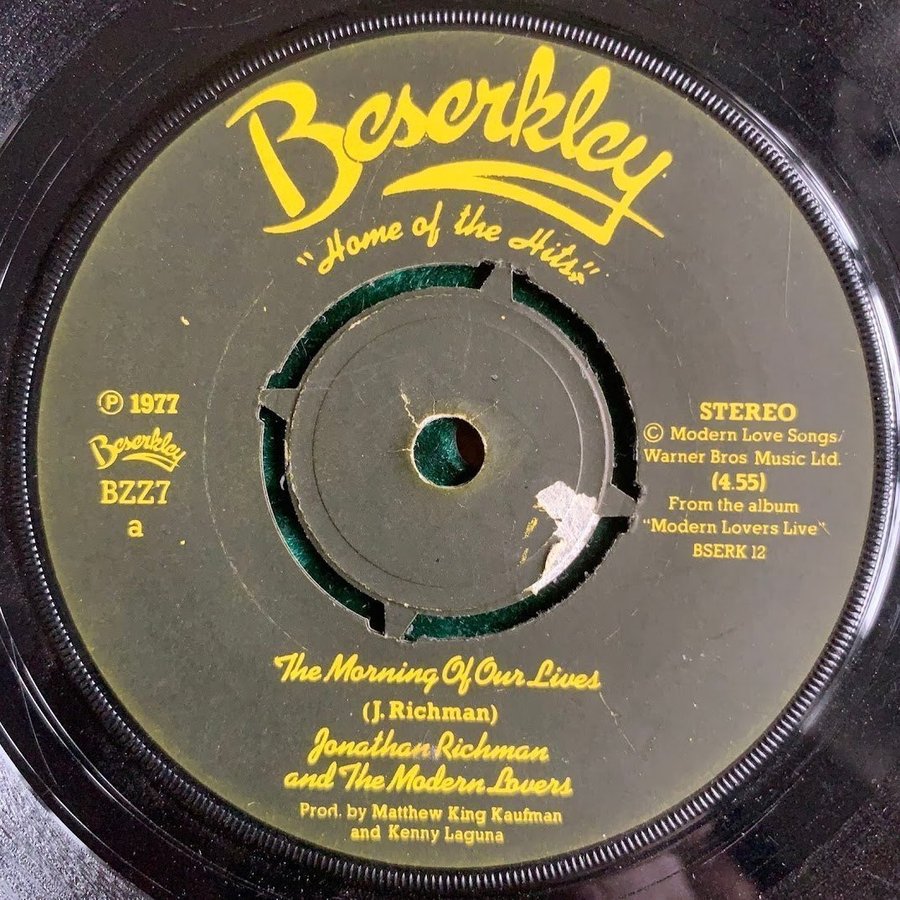 Beserkley
"Home of the Hits"
℗ 1977
Beserkley
BZZ7
a
STEREO
© Modern Love Songs/
Warner Bros Music Ltd.
(4.55)
From the album
"Modern Lovers Live"
BSERK 12
The Morning Of Our Lives
(J. Richman)
Jonathan Richman
and The Modern Lovers
Prod. by Matthew King Kaufman
and Kenny Laguna